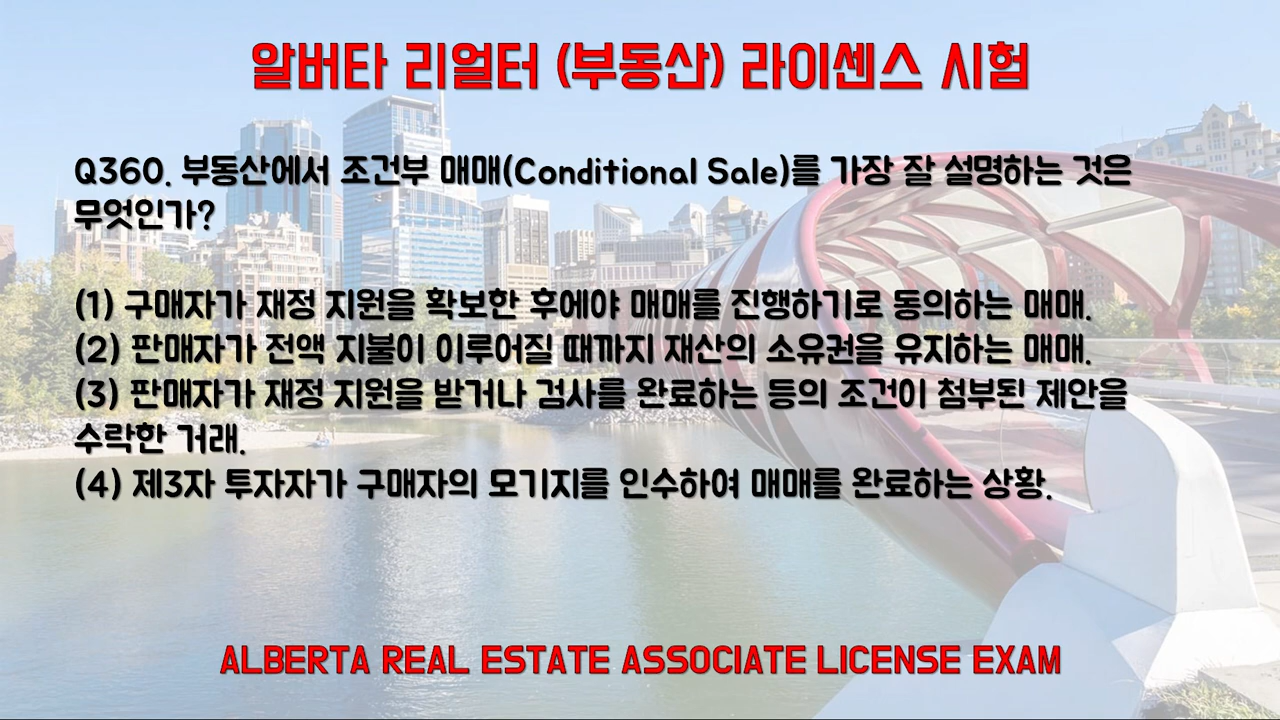 알버타 리얼터 (부동산) 라이센스 시험
Q360. 부동산에서 조건부 매매(Conditional Sale)를 가장 잘 설명하는 것은
무엇인가?
(1) 구매자가 재정 지원을 확보한 후에야 매매를 진행하기로 동의하는 매매.
(2) 판매자가 전액 지불이 이루어질 때까지 재산의 소유권을 유지하는 매매.
(3) 판매자가 재정 지원을 받거나 검사를 완료하는 등의 조건이 첨부된 제안을
수락한 거래.
(4) 제3자 투자자가 구매자의 모기지를 인수하여 매매를 완료하는 상황.
ALBERTA REAL ESTATE ASSOCIATE LICENSE EXAM